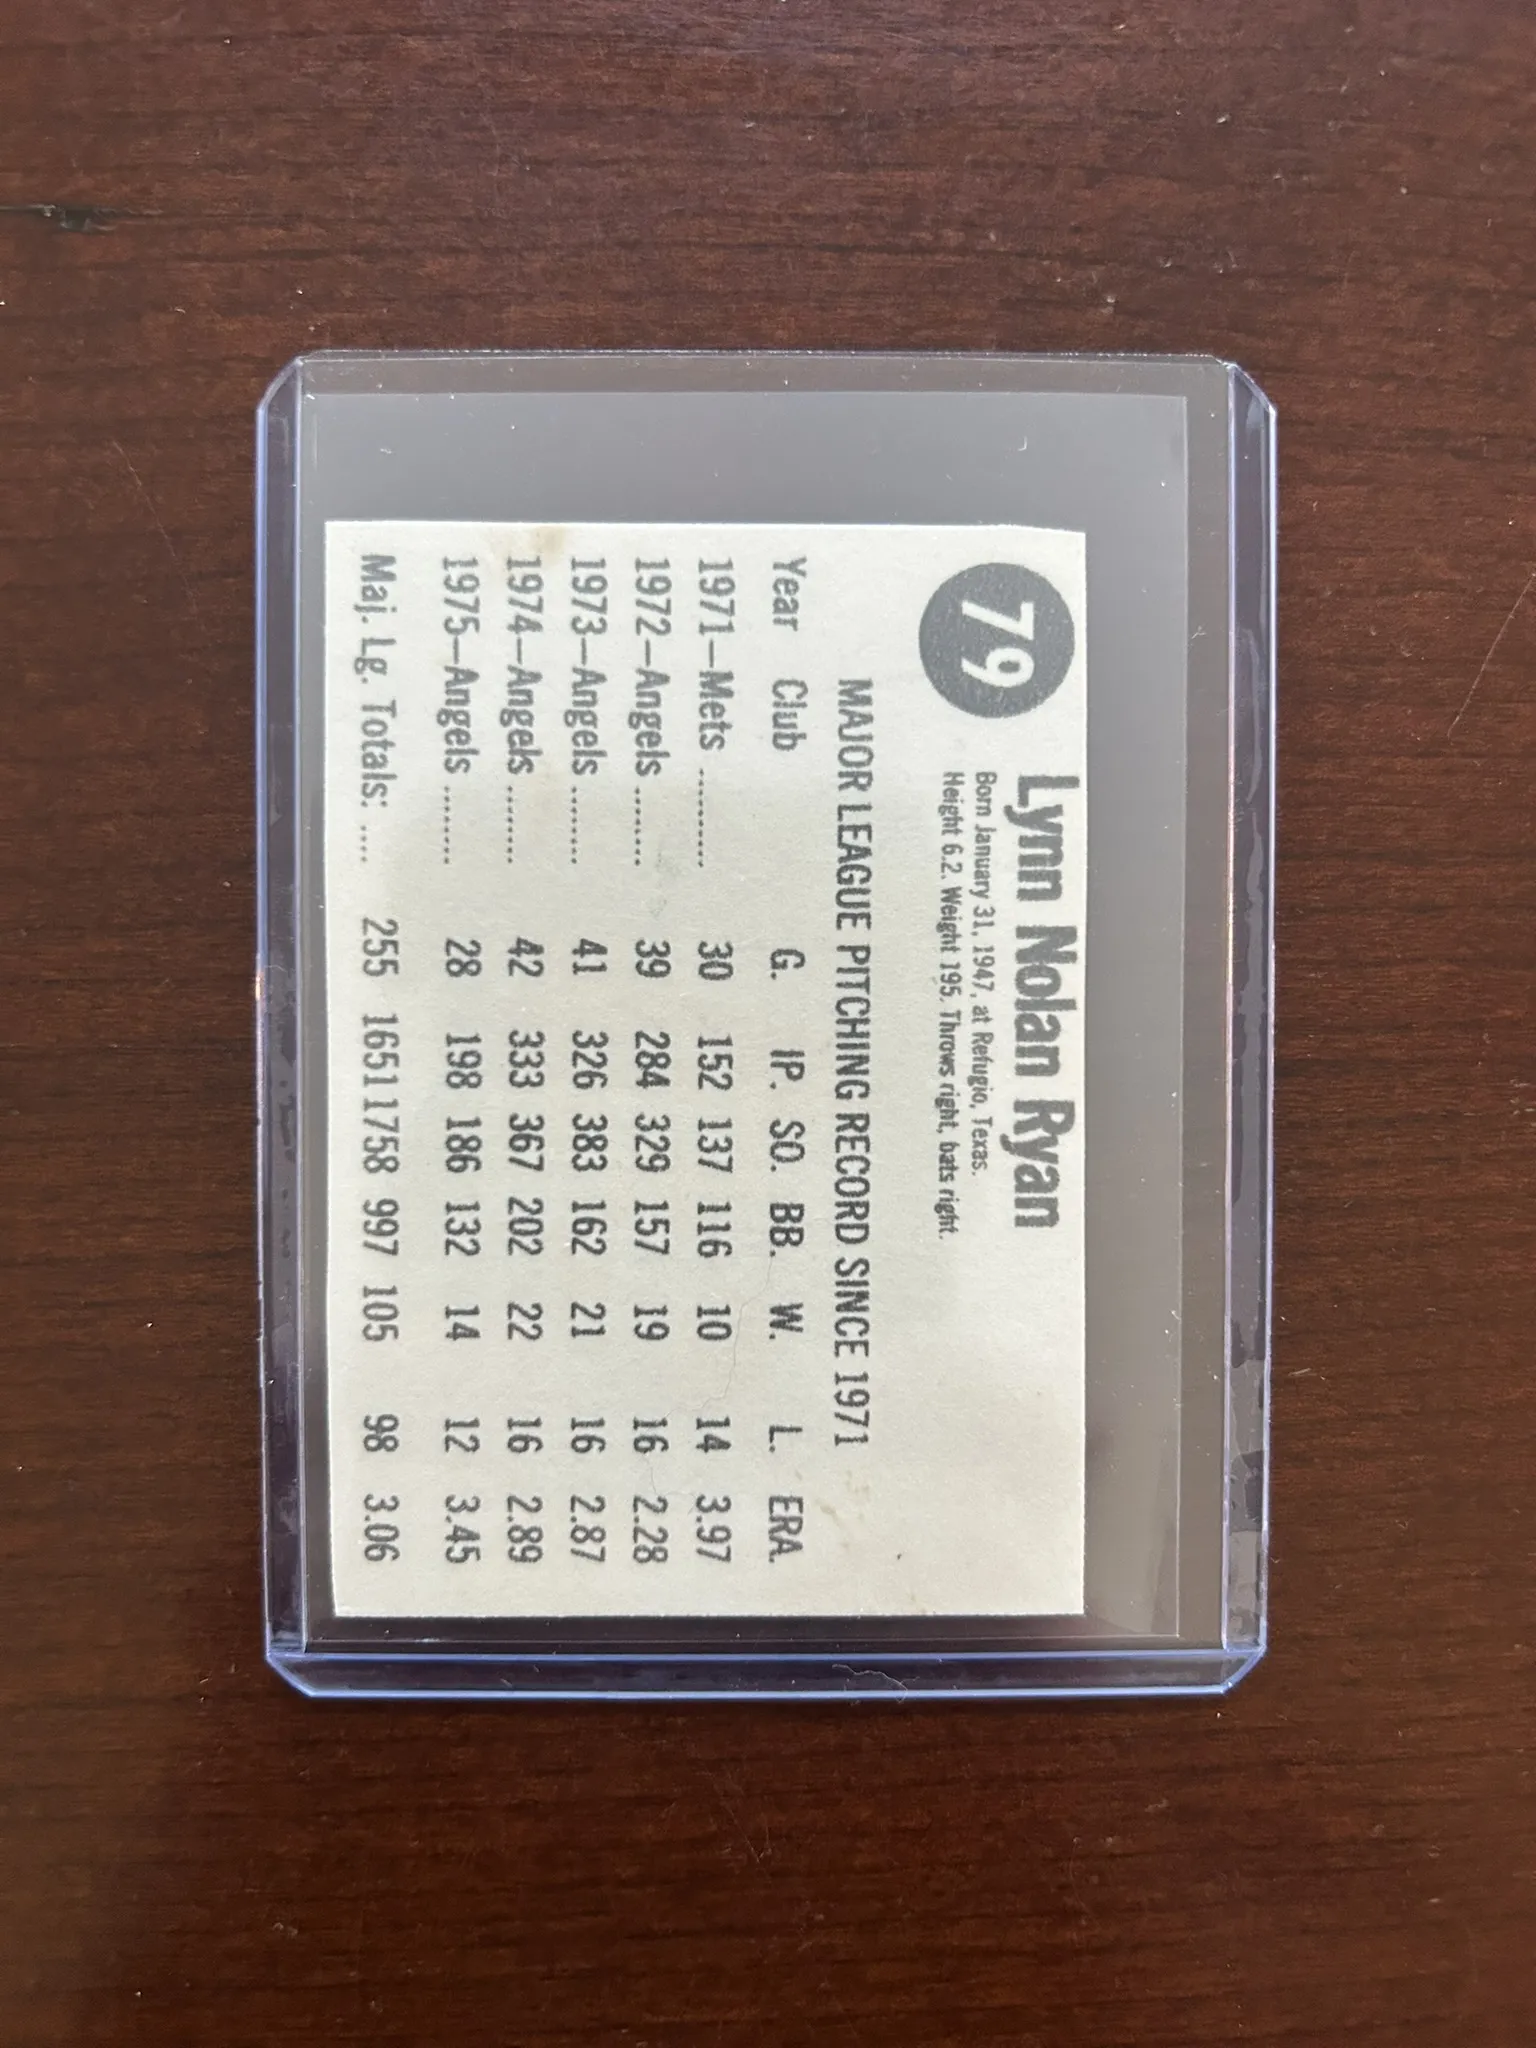 79
Lynn Nolan Ryan
Born January 31, 1947, at Refugio, Texas.
Height 6.2. Weight 195. Throws right, bats right.
MAJOR LEAGUE PITCHING RECORD SINCE 1971
Year Club G. IP. SO. BB. W. L. ERA.
1971—Mets ......... 30 152 137 116 10 14 3.97
1972—Angels ....... 39 284 329 157 19 16 2.28
1973—Angels ....... 41 326 383 162 21 16 2.87
1974—Angels ....... 42 333 367 202 22 16 2.89
1975—Angels ....... 28 198 186 132 14 12 3.45
Maj. Lg. Totals: .... 255 1651 1758 997 105 98 3.06